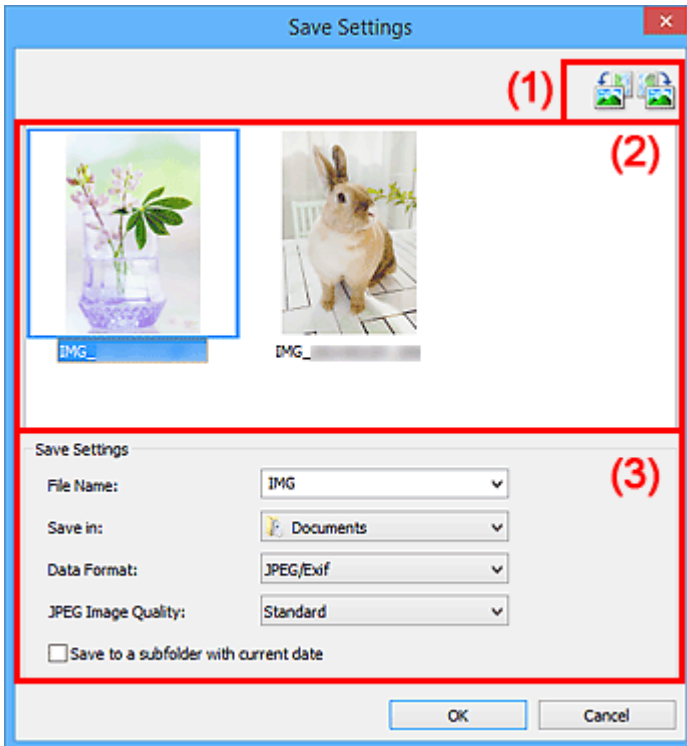 Save Settings
(1)
(2)
IMG_
IMG_
Save Settings
(3)
File Name: IMG
Save in: Documents
Data Format: JPEG/Exif
JPEG Image Quality: Standard
Save to a subfolder with current date
OK Cancel